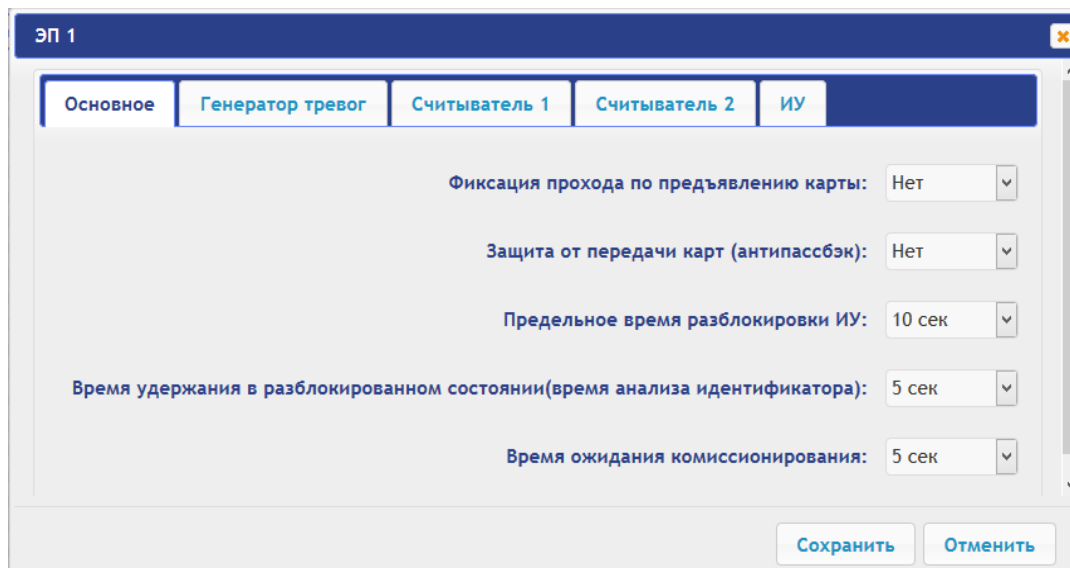 ЭП 1
Основное Генератор тревог Считыватель 1 Считыватель 2 ИУ
Фиксация прохода по предъявлению карты: Нет
Защита от передачи карт (антипассбэк): Нет
Предельное время разблокировки ИУ: 10 сек
Время удержания в разблокированном состоянии(время анализа идентификатора): 5 сек
Время ожидания комиссионирования: 5 сек
Сохранить Отменить